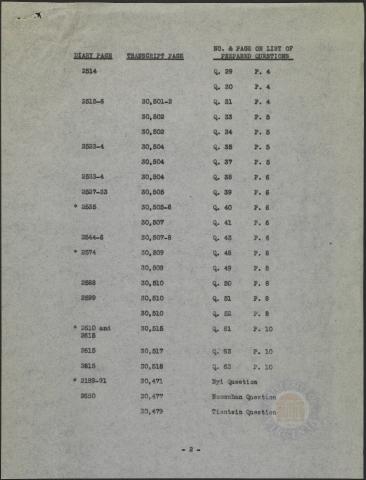 NO. & PAGE ON LIST OF
DIARY PAGE TRANSCRIPT PAGE PREPARED QUESTIONS
2514 Q. 29 P. 4
Q. 30 P. 4
2515-6 30,501-2 Q. 31 P. 4
30,502 Q. 33 P. 5
30,502 Q. 34 P. 5
2523-4 30,504 Q. 35 P. 5
30,504 Q. 37 P. 5
2523-4 30,504 Q. 38 P. 6
30,505 Q. 39 P. 6
* 2535 30,505-6 Q. 40 P. 6
30,507 Q. 41 P. 6
2544-6 30,507-8 Q. 43 P. 6
* 2574 30,509 Q. 48 P. 8
30,509 Q. 49 P. 8
2588 30,510 Q. 50 P. 8
2599 30,510 Q. 51 P. 8
30,510 Q. 52 P. 8
* 2610 and 30,515 Q. 61 P. 10
2615
2615 30,517 Q. 63 P. 10
2615 30,518 Q. 63 P. 10
* 2189-91 30,471 Nyi Question
30,477 Nomonhan Question
30,479 Tientsin Question
- 2 -